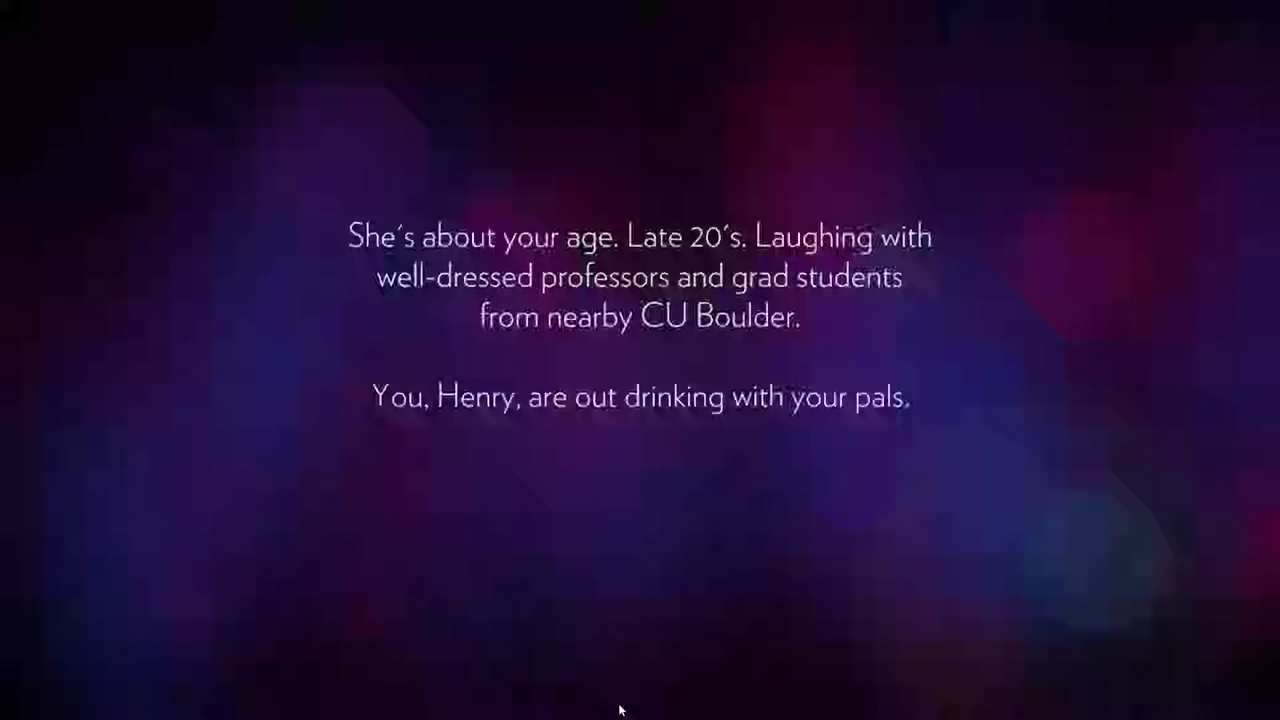 She's about your age. Late 20's. Laughing with
well-dressed professors and grad students
from nearby CU Boulder.
You, Henry, are out drinking with your pals.